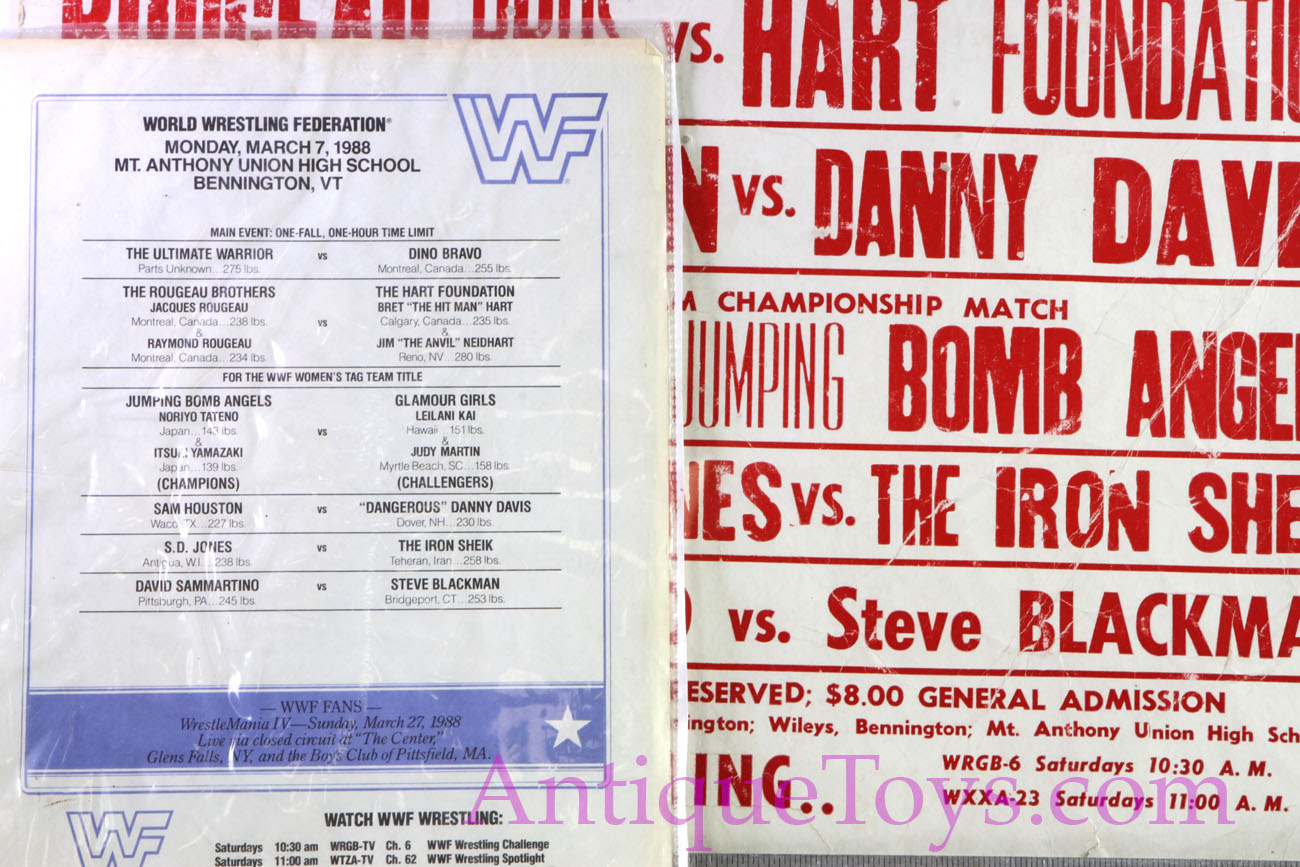 WORLD WRESTLING FEDERATION®
MONDAY, MARCH 7, 1988
MT. ANTHONY UNION HIGH SCHOOL
BENNINGTON, VT
WF
MAIN EVENT: ONE-FALL, ONE-HOUR TIME LIMIT
THE ULTIMATE WARRIOR vs DINO BRAVO
Parts Unknown...275 lbs. Montreal, Canada...255 lbs.
THE ROUGEAU BROTHERS THE HART FOUNDATION
JACQUES ROUGEAU BRET "THE HIT MAN" HART
Montreal, Canada...238 lbs. vs Calgary, Canada...235 lbs.
& &
RAYMOND ROUGEAU JIM "THE ANVIL" NEIDHART
Montreal, Canada...234 lbs. Reno, NV...280 lbs.
FOR THE WWF WOMEN'S TAG TEAM TITLE
JUMPING BOMB ANGELS GLAMOUR GIRLS
NORIYO TATENO LEILANI KAI
Japan...143 lbs. vs Hawaii...151 lbs.
& &
ITSUKI YAMAZAKI JUDY MARTIN
Japan...139 lbs. Myrtle Beach, SC...158 lbs.
(CHAMPIONS) (CHALLENGERS)
SAM HOUSTON vs "DANGEROUS" DANNY DAVIS
Waco, TX...227 lbs. Dover, NH...230 lbs.
S.D. JONES vs THE IRON SHEIK
Antigua, W.I....238 lbs. Teheran, Iran...258 lbs.
DAVID SAMMARTINO vs STEVE BLACKMAN
Pittsburgh, PA...245 lbs. Bridgeport, CT...253 lbs.
— WWF FANS —
WrestleMania IV—Sunday, March 27, 1988
Live via closed circuit at "The Center,"
Glens Falls, NY, and the Boys Club of Pittsfield, MA.
WF
WATCH WWF WRESTLING:
Saturdays 10:30 am WRGB-TV Ch. 6 WWF Wrestling Challenge
Saturdays 11:00 am WTZA-TV Ch. 62 WWF Wrestling Spotlight
VS. HART FOUNDATI
N VS. DANNY DAVI
M CHAMPIONSHIP MATCH
JUMPING BOMB ANGEL
NES VS. THE IRON SHE
vs. Steve BLACKMA
ESERVED; $8.00 GENERAL ADMISSION
ington; Wileys, Bennington; Mt. Anthony Union High Sch
ING.. WRGB-6 Saturdays 10:30 A. M.
WXXA-23 Saturdays 11:00 A. M.
AntiqueToys.com